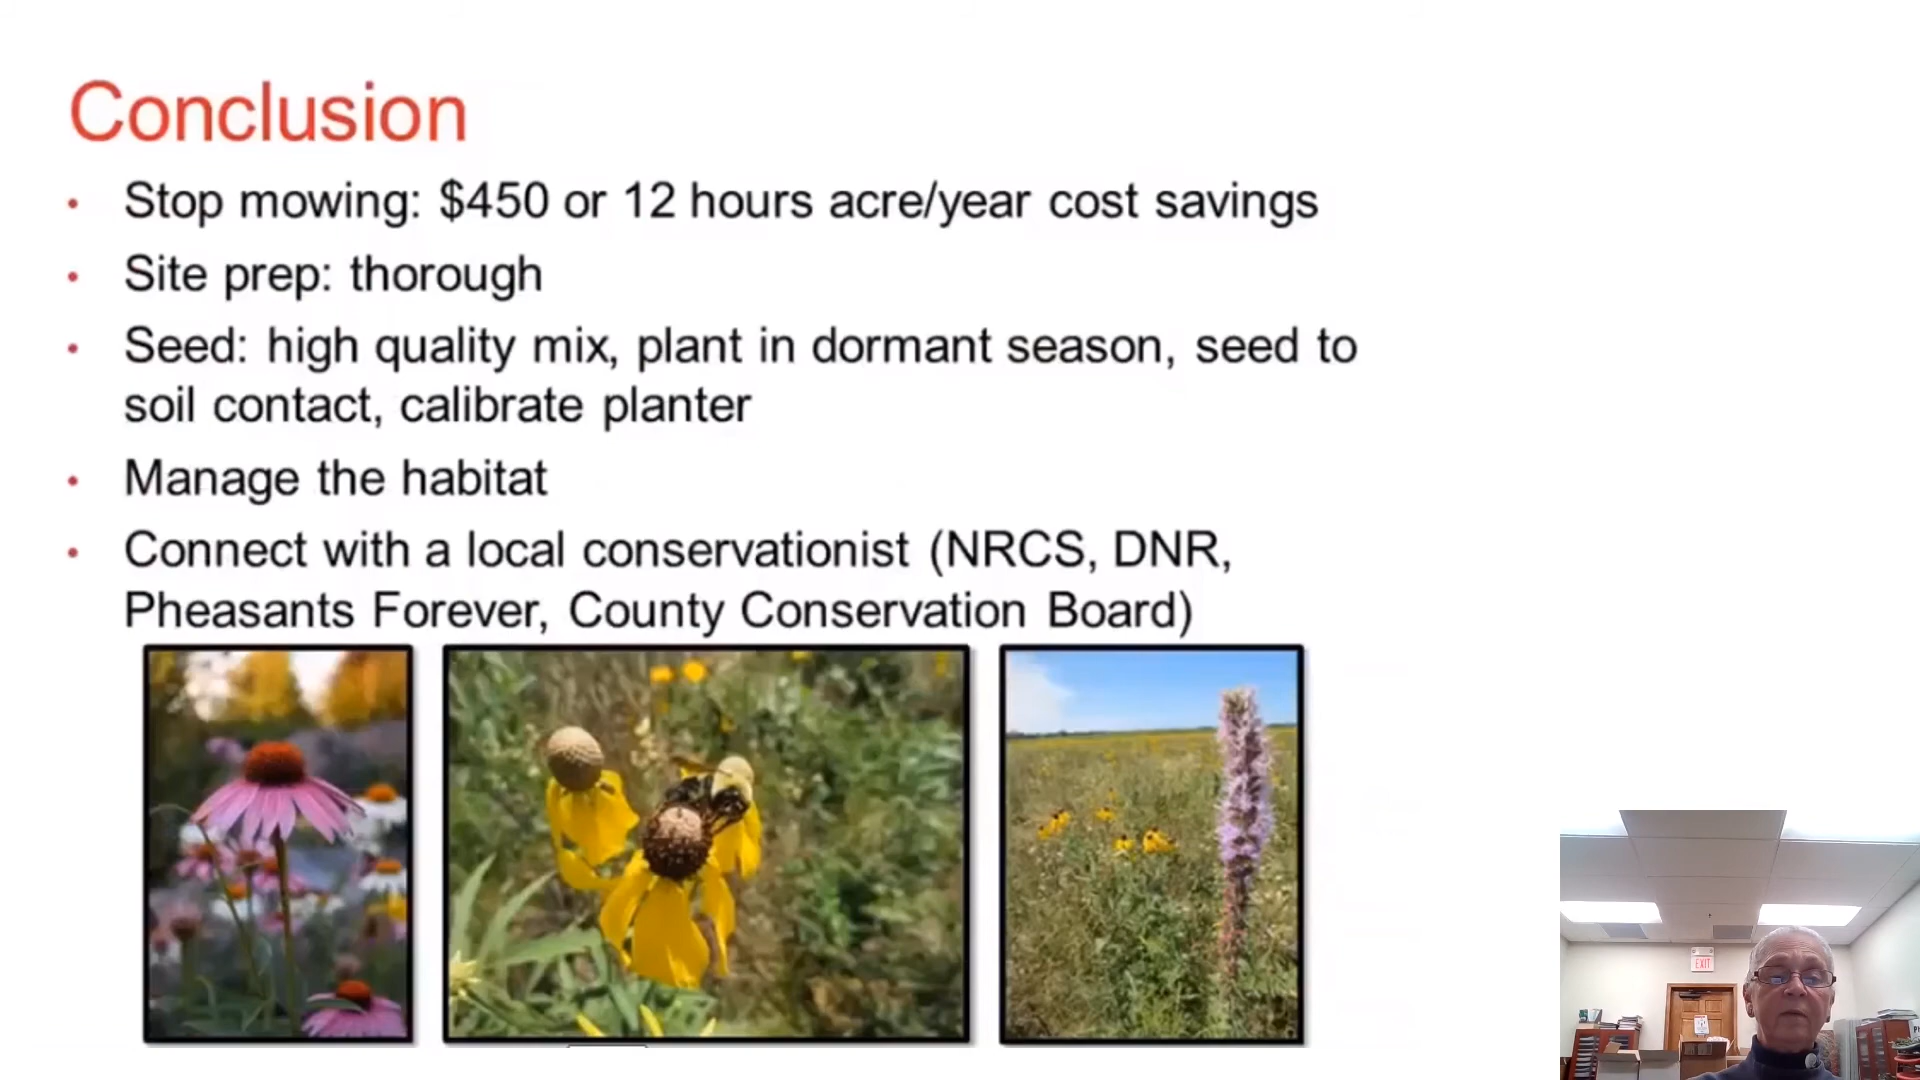 Conclusion
• Stop mowing: $450 or 12 hours acre/year cost savings
• Site prep: thorough
• Seed: high quality mix, plant in dormant season, seed to
soil contact, calibrate planter
• Manage the habitat
• Connect with a local conservationist (NRCS, DNR,
Pheasants Forever, County Conservation Board)
EXIT